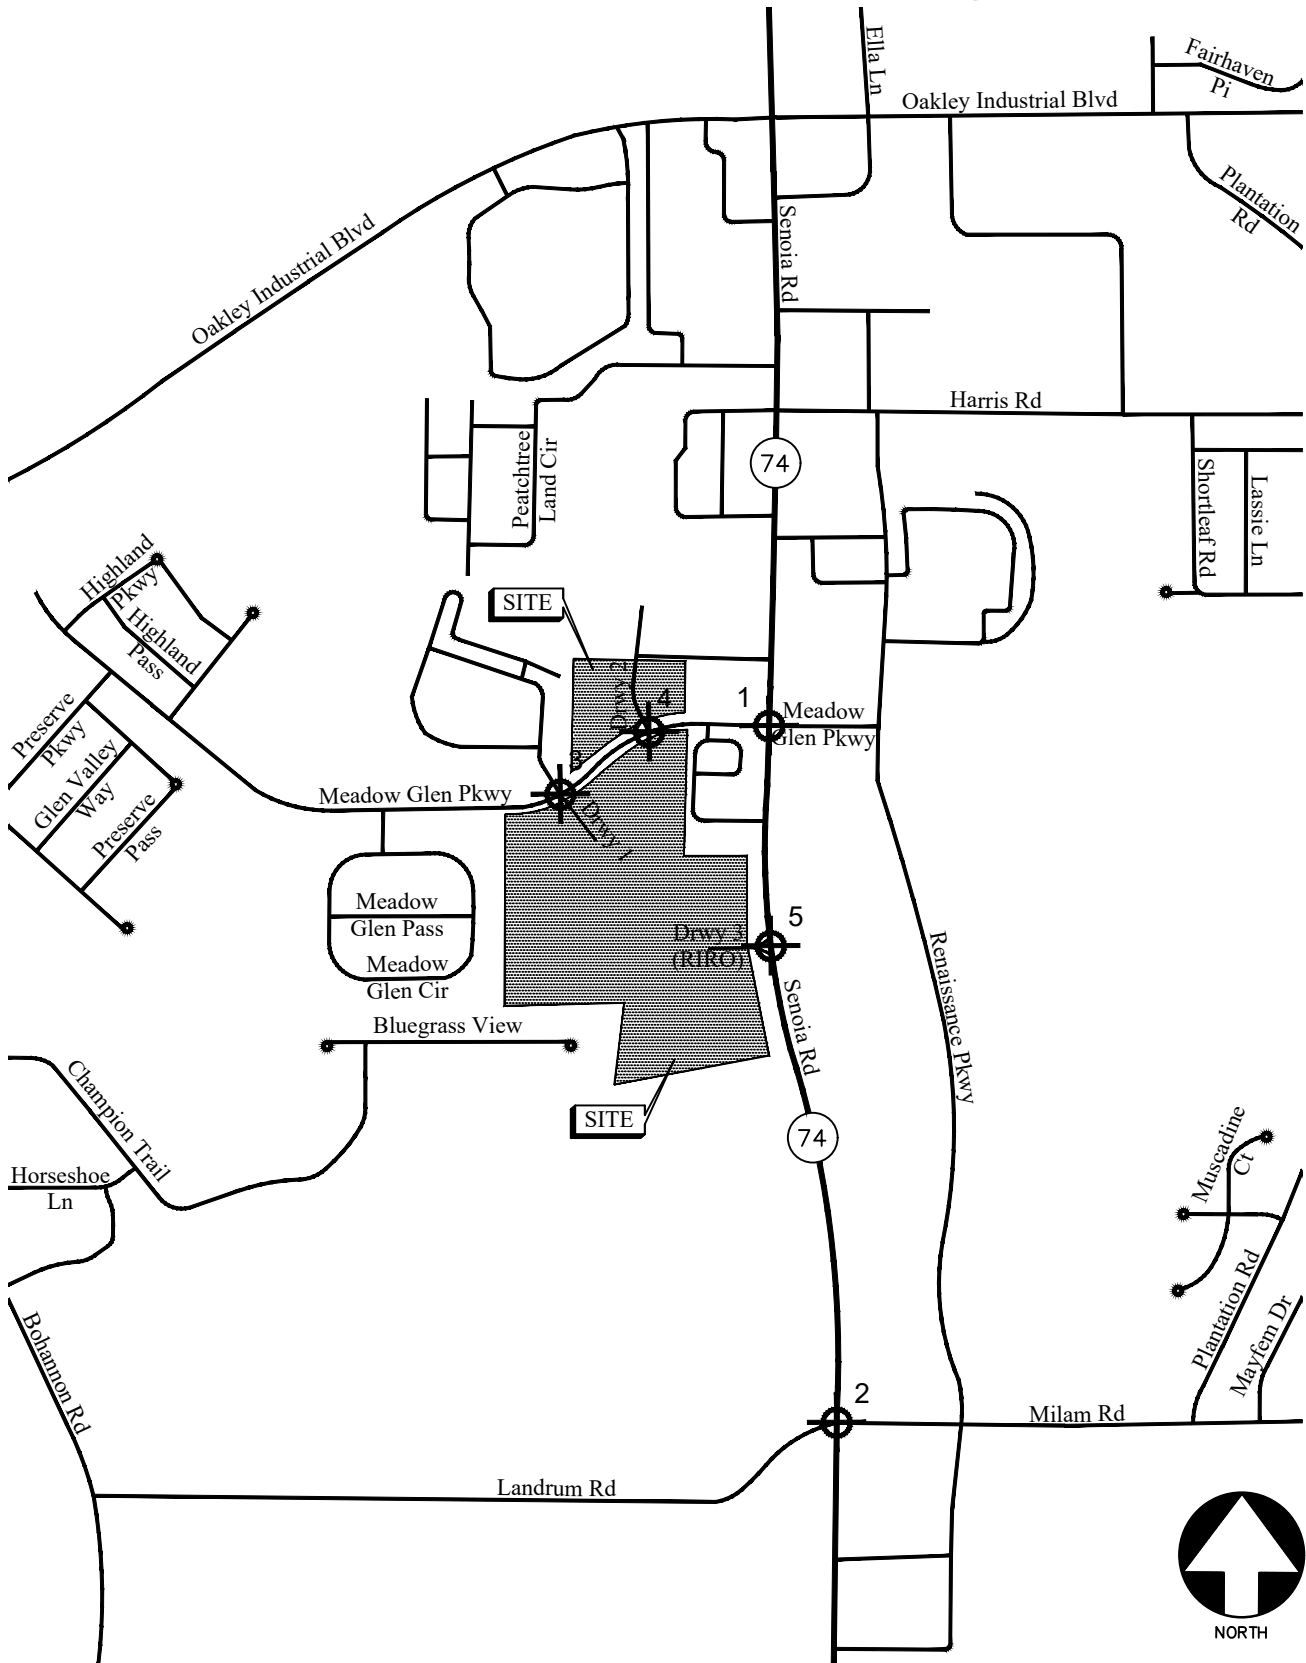 Ella Ln
Fairhaven
Pi
Oakley Industrial Blvd
Plantation
Rd
Oakley Industrial Blvd
Senoia Rd
Harris Rd
74
Peatchtree
Land Cir
Shortleaf Rd
Lassie Ln
Highland
Pkwy
Highland
Pass
SITE
Drwy 2
4
1
Meadow
Glen Pkwy
Preserve
Pkwy
Glen Valley
Way
Preserve
Pass
3
Meadow Glen Pkwy
Drwy 1
Meadow
Glen Pass
Meadow
Glen Cir
5
Drwy 3
(RIRO)
Renaissance Pkwy
Senoia Rd
Bluegrass View
Champion Trail
SITE
74
Horseshoe
Ln
Muscadine
Ct
Plantation Rd
Mayfem Dr
Bohannon Rd
2
Milam Rd
Landrum Rd
NORTH